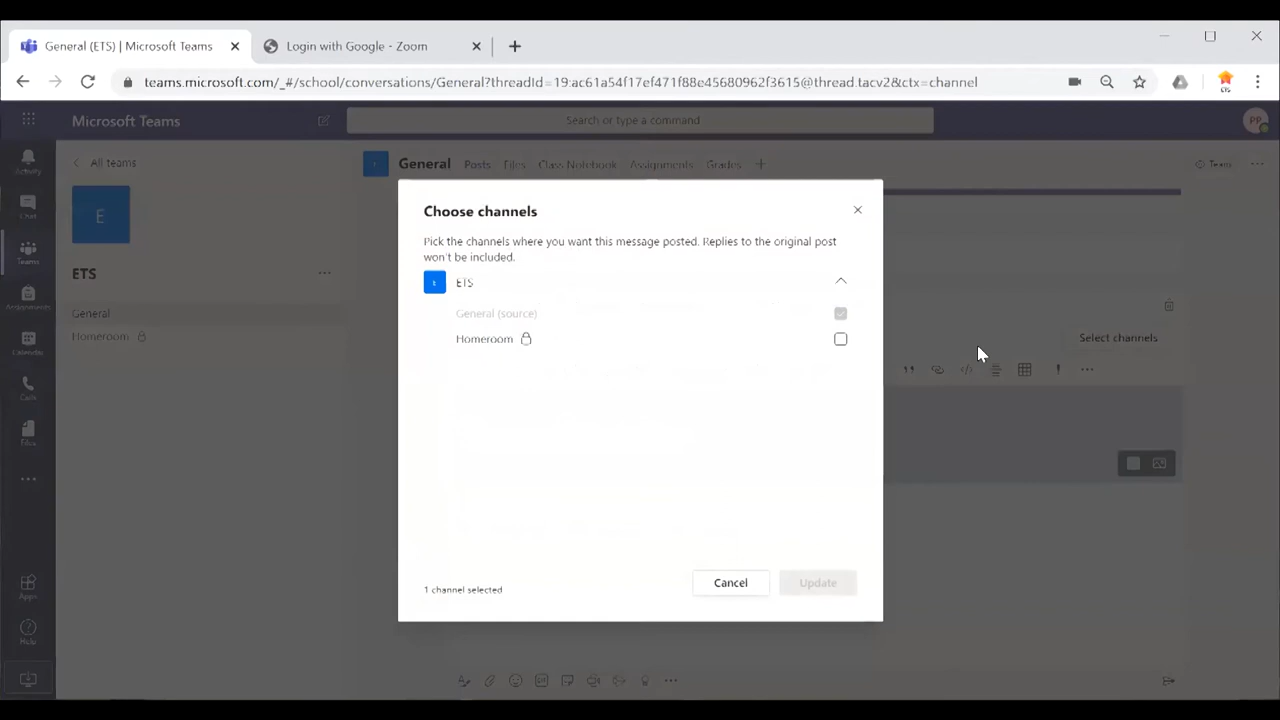 General (ETS) | Microsoft Teams
Login with Google - Zoom
teams.microsoft.com/_#/school/conversations/General?threadId=19:ac61a54f17ef471f88e45680962f3615@thread.tacv2&ctx=channel
ETS
Microsoft Teams
Search or type a command
PP
Activity
Chat
Teams
Assignments
Calendar
Calls
Files
Apps
Help
All teams
E
ETS
General
Homeroom
General Posts Files Class Notebook Assignments Grades
Team
Choose channels
Pick the channels where you want this message posted. Replies to the original post
won't be included.
ETS
General (source)
Homeroom
Select channels
1 channel selected
Cancel
Update